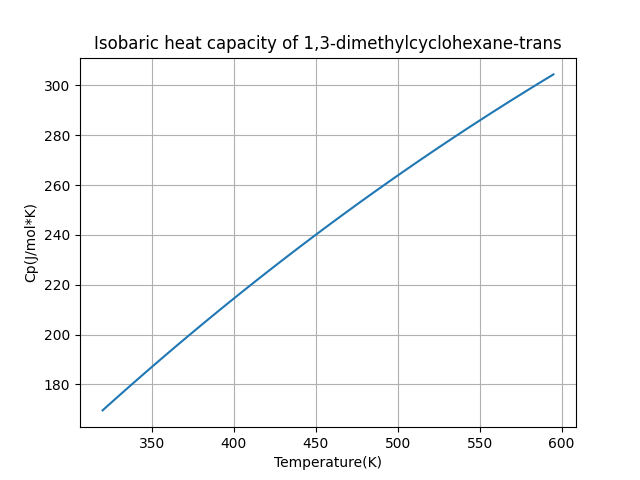 Isobaric heat capacity of 1,3-dimethylcyclohexane-trans
300
280
260
240
220
200
180
Cp(J/mol*K)
350 400 450 500 550 600
Temperature(K)